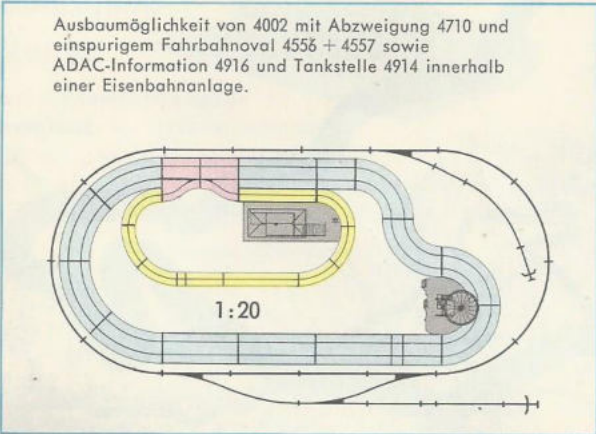 Ausbaumöglichkeit von 4002 mit Abzweigung 4710 und
einspurigem Fahrbahnoval 4556 + 4557 sowie
ADAC-Information 4916 und Tankstelle 4914 innerhalb
einer Eisenbahnanlage.
1:20